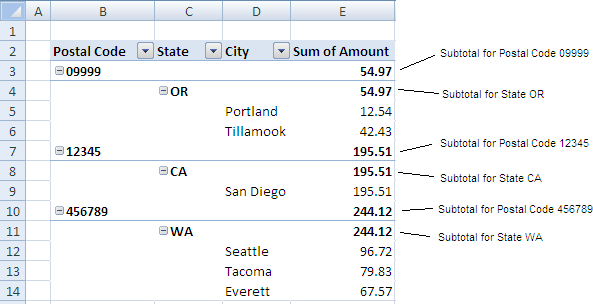 A B C D E
1
2 Postal Code State City Sum of Amount
3 09999 54.97 Subtotal for Postal Code 09999
4 OR 54.97 Subtotal for State OR
5 Portland 12.54
6 Tillamook 42.43
7 12345 195.51 Subtotal for Postal Code 12345
8 CA 195.51 Subtotal for State CA
9 San Diego 195.51
10 456789 244.12 Subtotal for Postal Code 456789
11 WA 244.12 Subtotal for State WA
12 Seattle 96.72
13 Tacoma 79.83
14 Everett 67.57